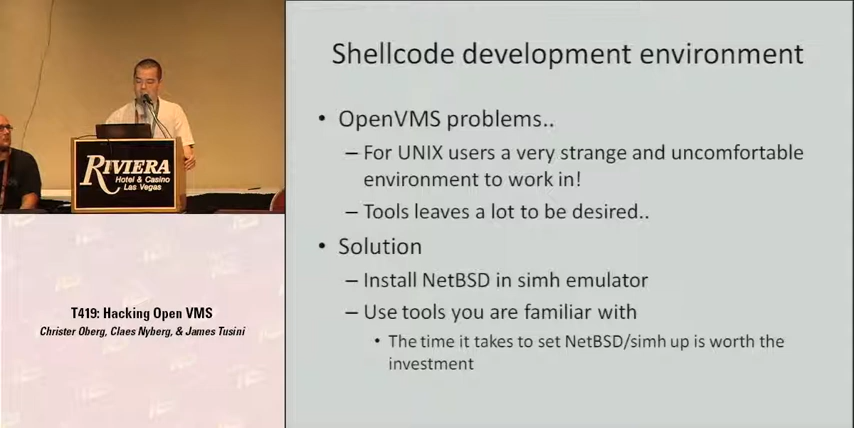 RIVIERA
Hotel & Casino
Las Vegas
T419: Hacking Open VMS
Christer Oberg, Claes Nyberg, & James Tusini
Shellcode development environment
• OpenVMS problems..
– For UNIX users a very strange and uncomfortable
environment to work in!
– Tools leaves a lot to be desired..
• Solution
– Install NetBSD in simh emulator
– Use tools you are familiar with
• The time it takes to set NetBSD/simh up is worth the
investment